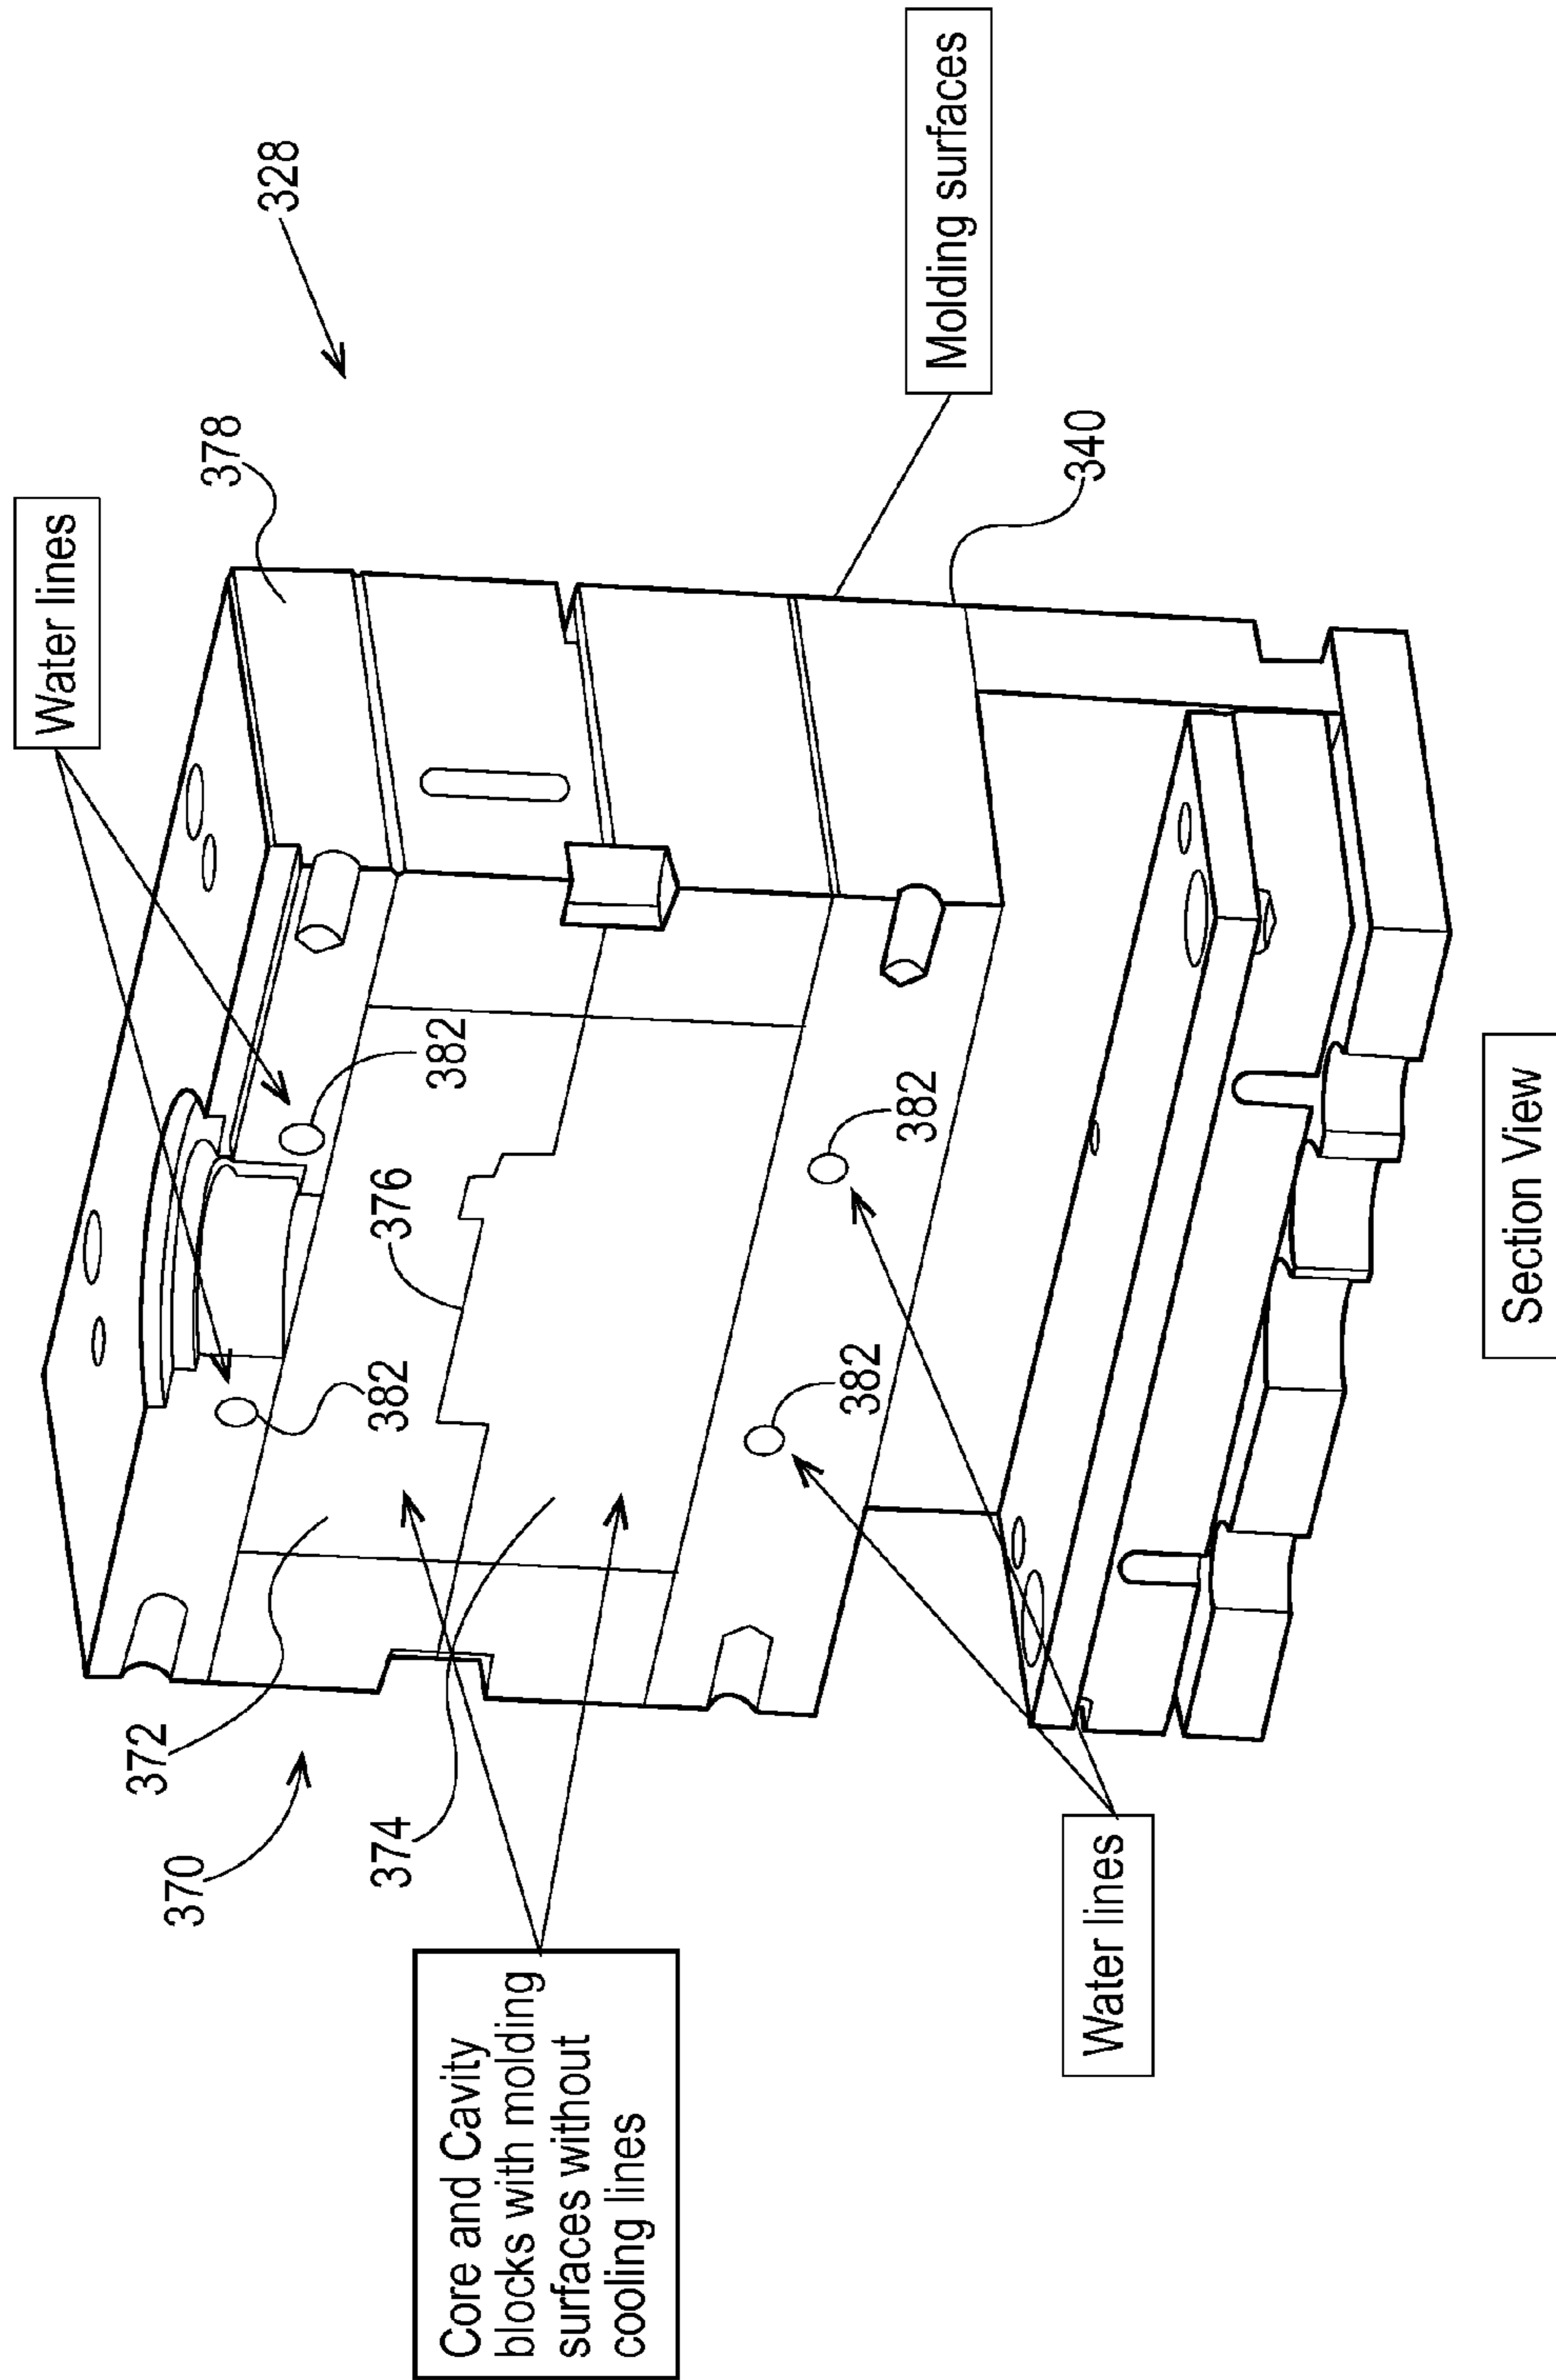 Water lines
378
328
382
376
382
Molding surfaces
340
382
382
372
370
374
Core and Cavity
blocks with molding
surfaces without
cooling lines
Water lines
Section View